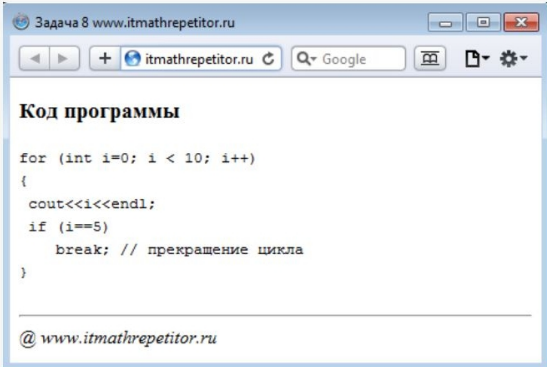 Задача 8 www.itmathrepetitor.ru
itmathrepetitor.ru
Google
Код программы
for (int i=0; i < 10; i++)
{
cout<<i<<endl;
if (i==5)
break; // прекращение цикла
}
@ www.itmathrepetitor.ru